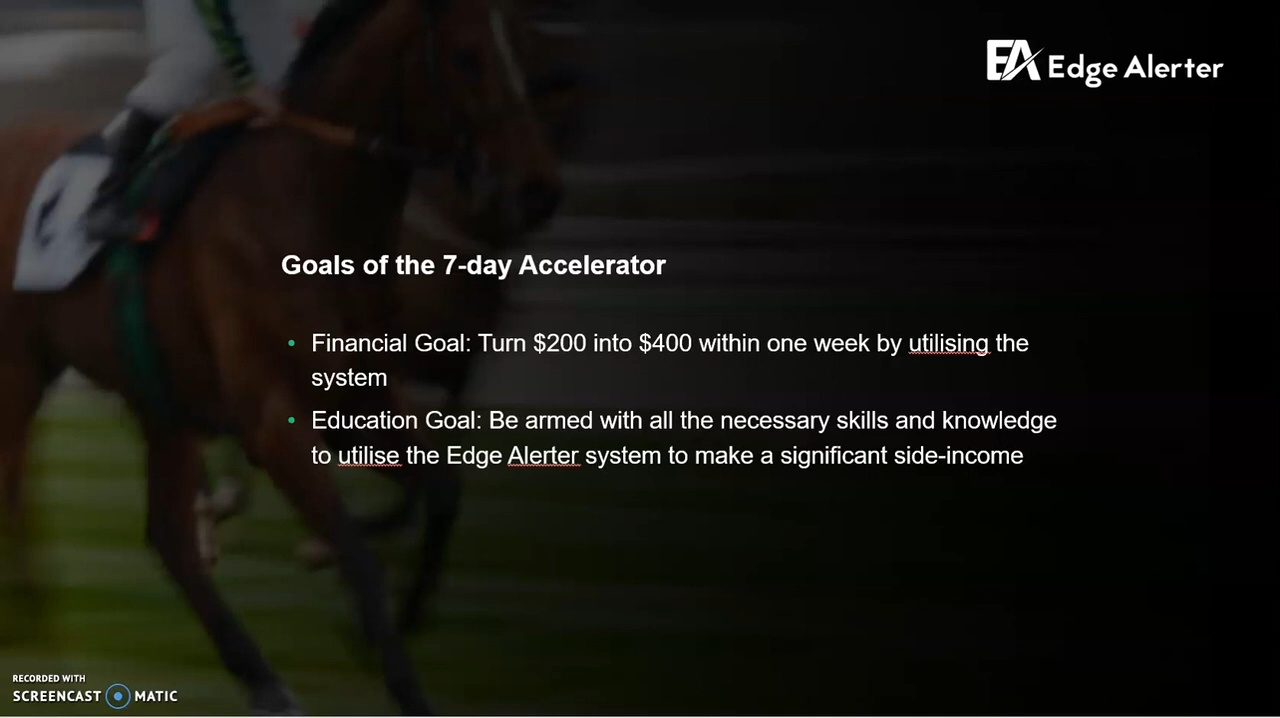 EA Edge Alerter
Goals of the 7-day Accelerator
• Financial Goal: Turn $200 into $400 within one week by utilising the
system
• Education Goal: Be armed with all the necessary skills and knowledge
to utilise the Edge Alerter system to make a significant side-income
RECORDED WITH
SCREENCAST MATIC